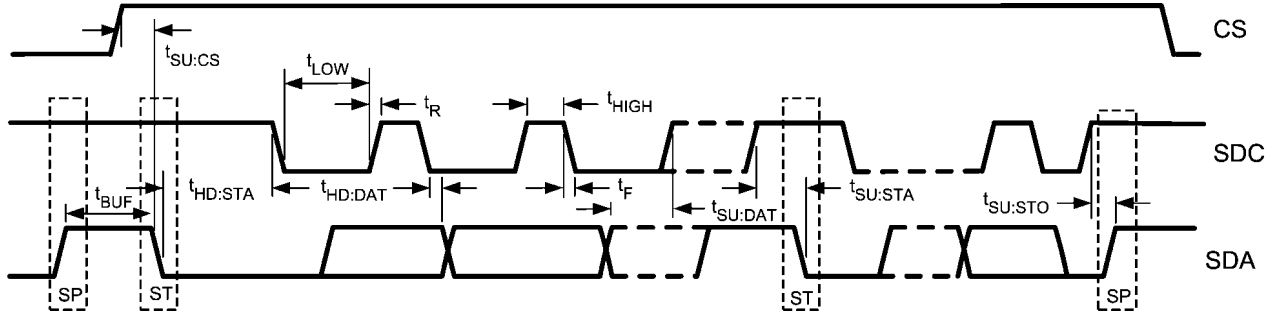 CS
tSU:CS
tLOW
tR
tHIGH
SDC
tHD:STA
tHD:DAT
tF
tSU:DAT
tSU:STA
tSU:STO
tBUF
SDA
SP
ST
ST
SP